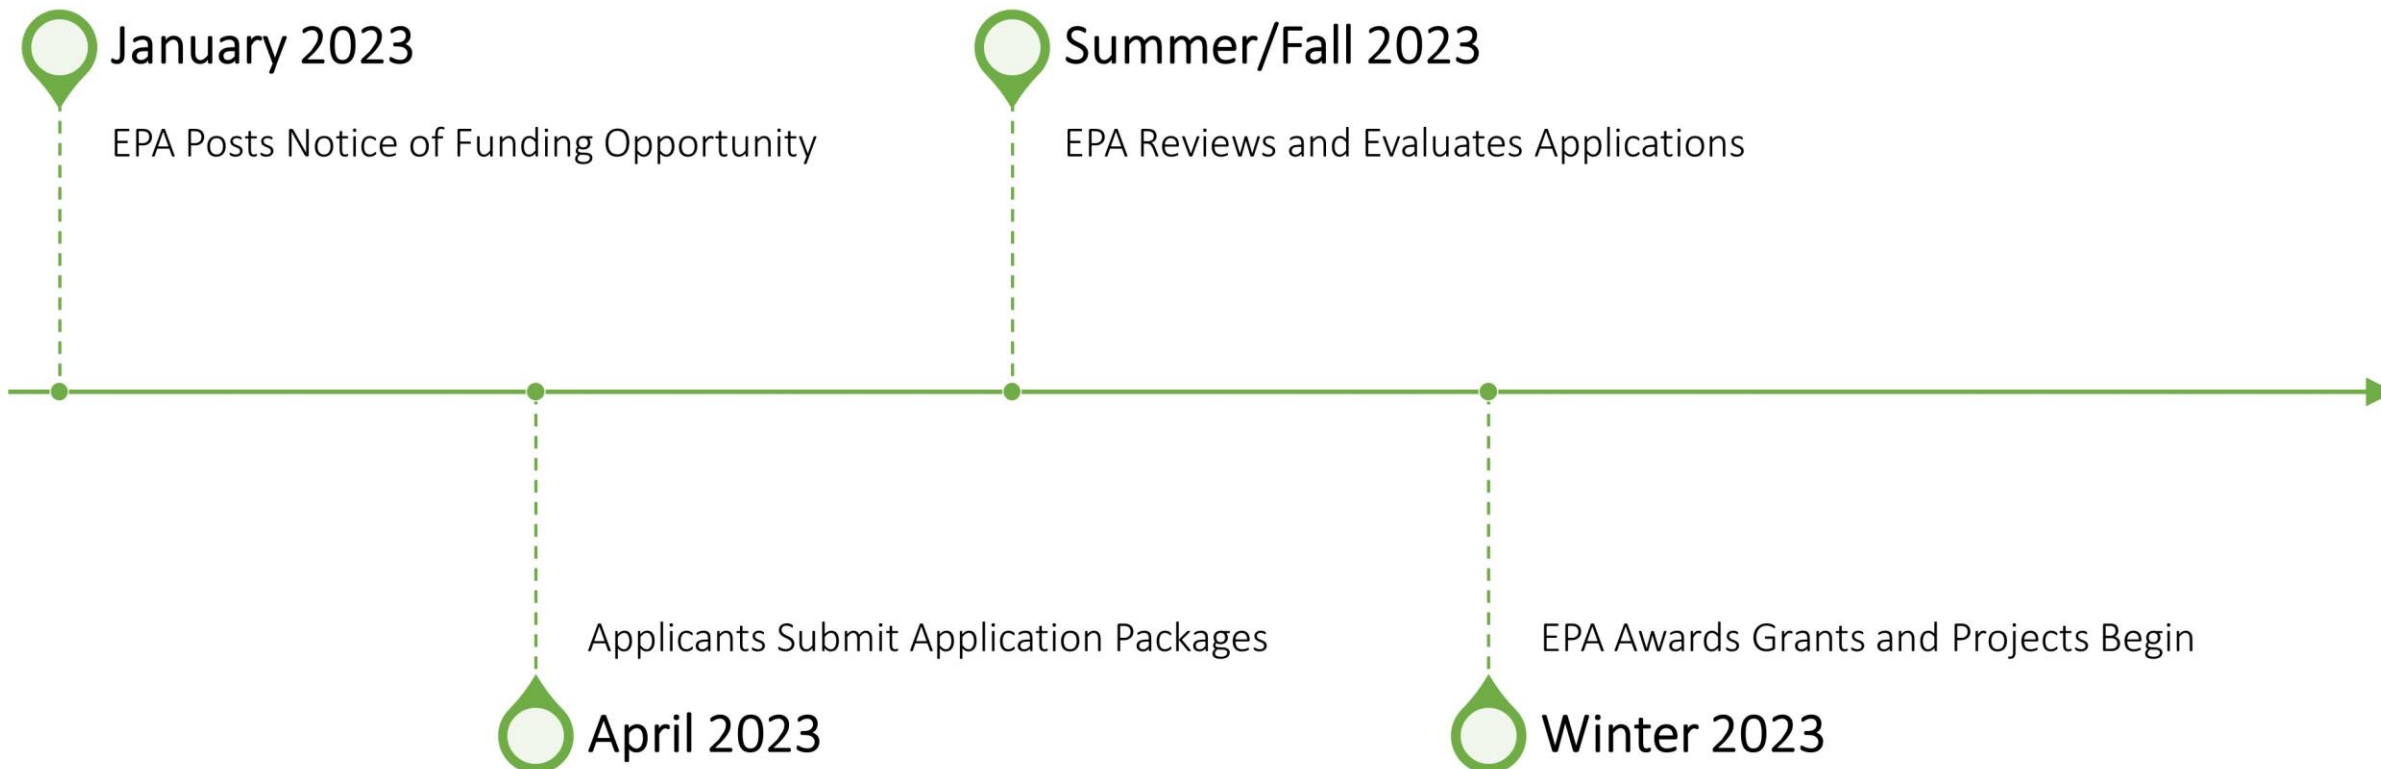 January 2023
EPA Posts Notice of Funding Opportunity
Applicants Submit Application Packages
April 2023
Summer/Fall 2023
EPA Reviews and Evaluates Applications
EPA Awards Grants and Projects Begin
Winter 2023